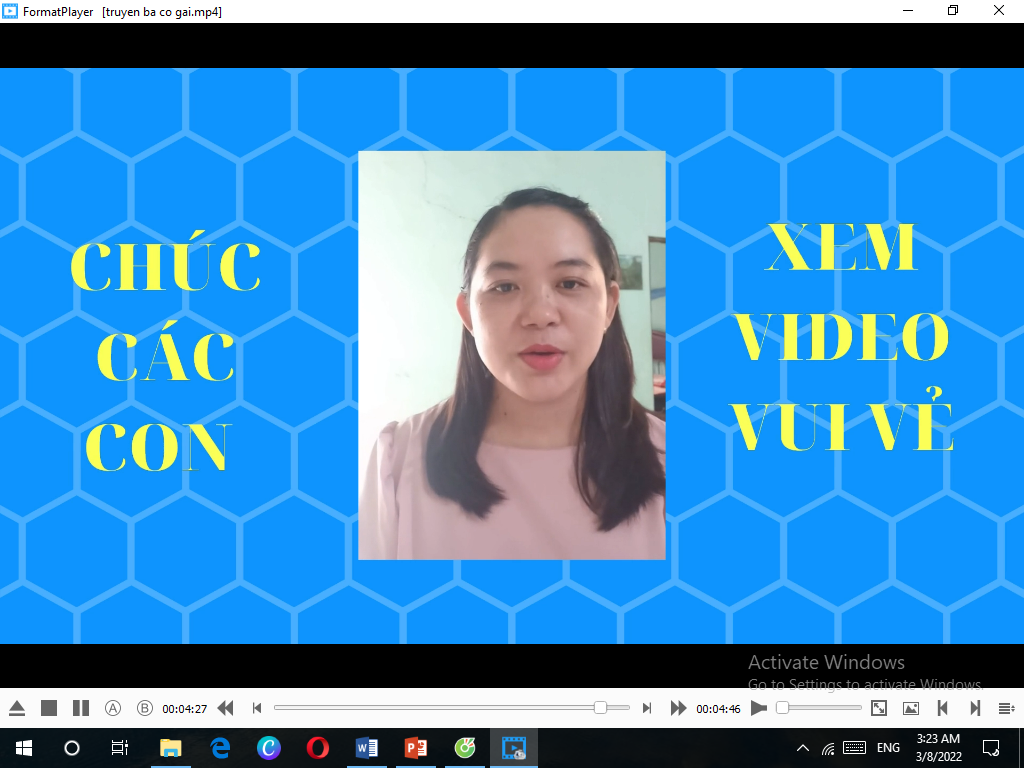 FormatPlayer [truyen ba co gai.mp4]
CHÚC
CÁC
CON
XEM
VIDEO
VUI VẺ
Activate Windows
Go to Settings to activate Windows.
A B 00:04:27 00:04:46
ENG
3:23 AM
3/8/2022